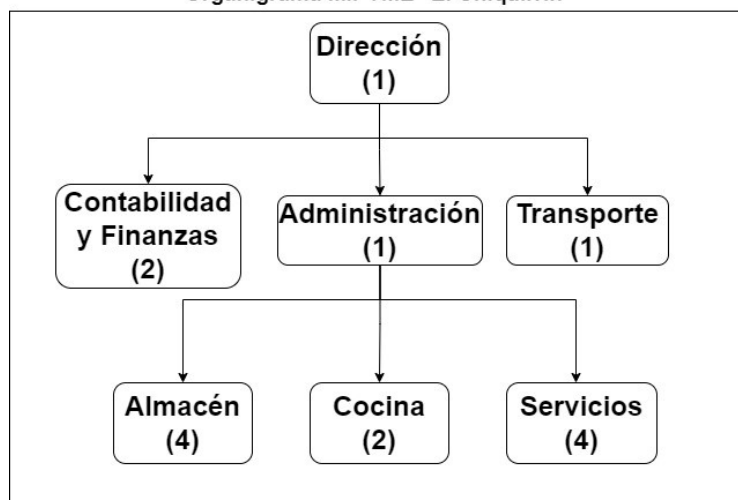 Dirección
(1)
Contabilidad
y Finanzas
(2)
Administración
(1)
Transporte
(1)
Almacén
(4)
Cocina
(2)
Servicios
(4)